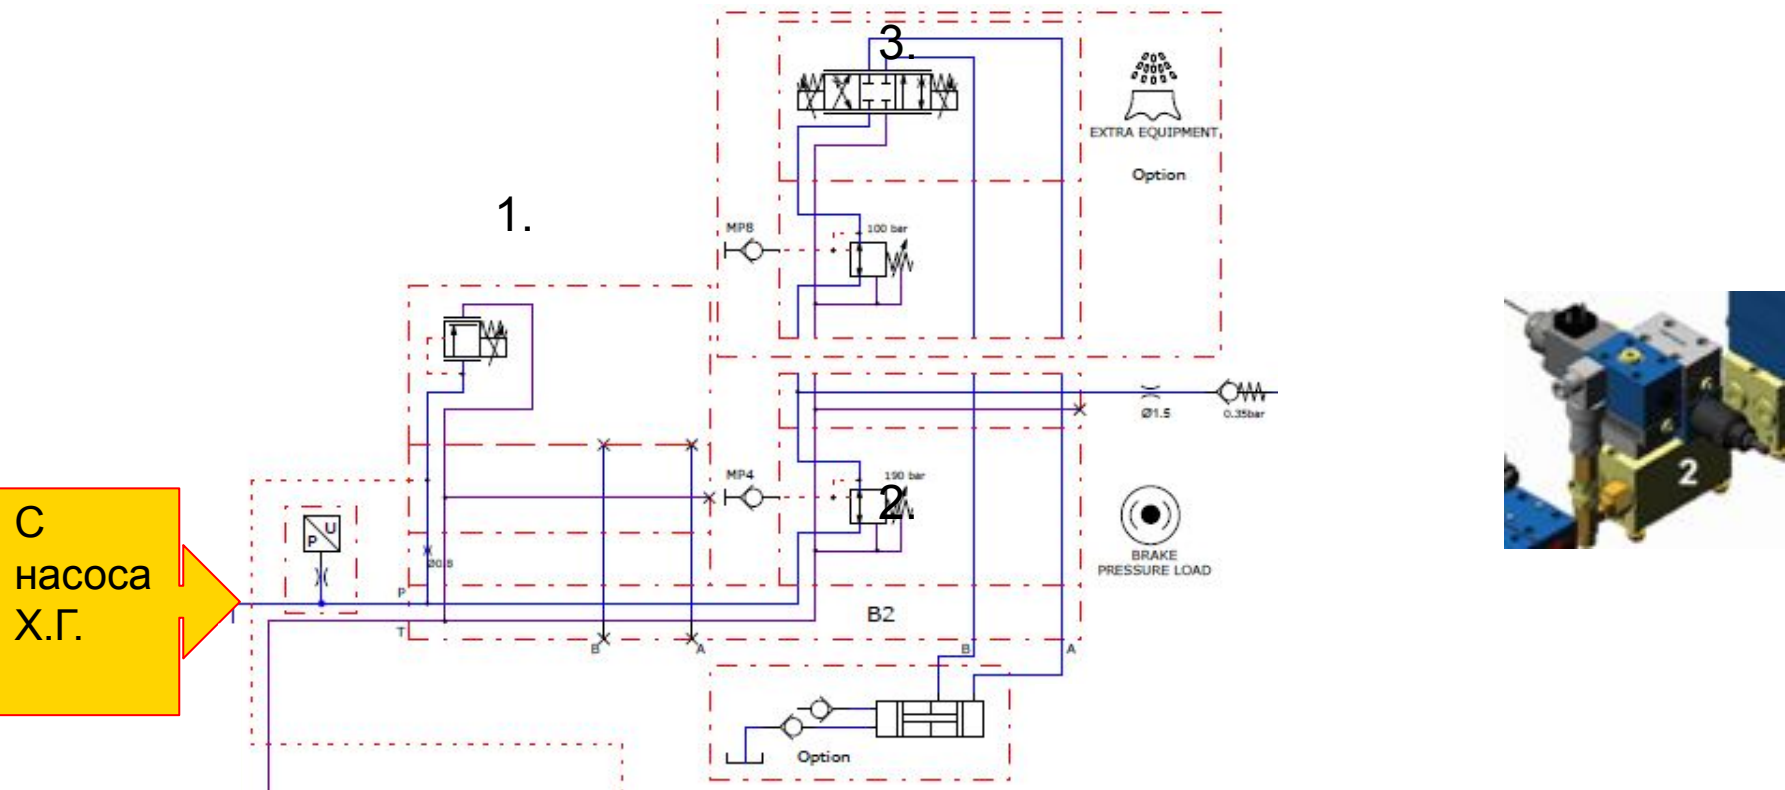 3.
EXTRA EQUIPMENT
Option
1.
MP8
100 bar
Ø1.5
0.35bar
MP4
190 bar
2.
2
BRAKE
PRESSURE LOAD
С
насоса
Х.Г.
U
P
Ø0.8
P
T
B2
B
A
B
A
Option